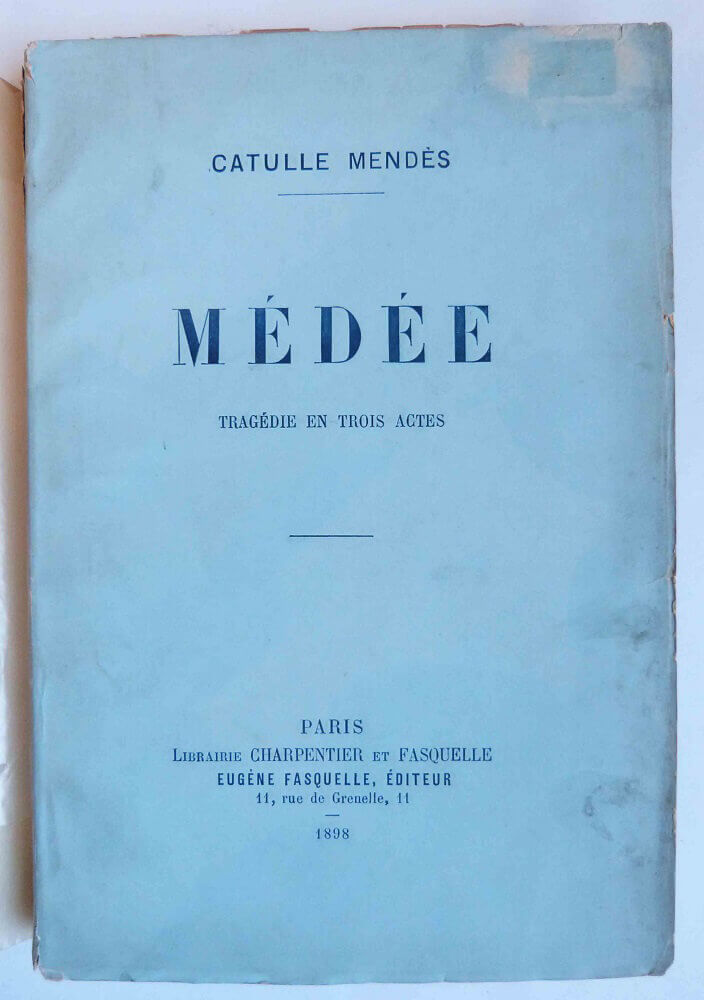 CATULLE MENDÈS
MÉDÉE
TRAGÉDIE EN TROIS ACTES
PARIS
LIBRAIRIE CHARPENTIER ET FASQUELLE
EUGÈNE FASQUELLE, ÉDITEUR
11, rue de Grenelle, 11
1898